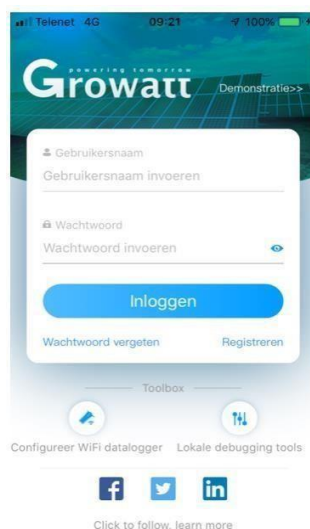 Telenet 4G 09:21 100%
powering tomorrow
Growatt
Demonstratie>>
Gebruikersnaam
Gebruikersnaam invoeren
Wachtwoord
Wachtwoord invoeren
Inloggen
Wachtwoord vergeten Registreren
Toolbox
Configureer WiFi datalogger Lokale debugging tools
f in
Click to follow, learn more